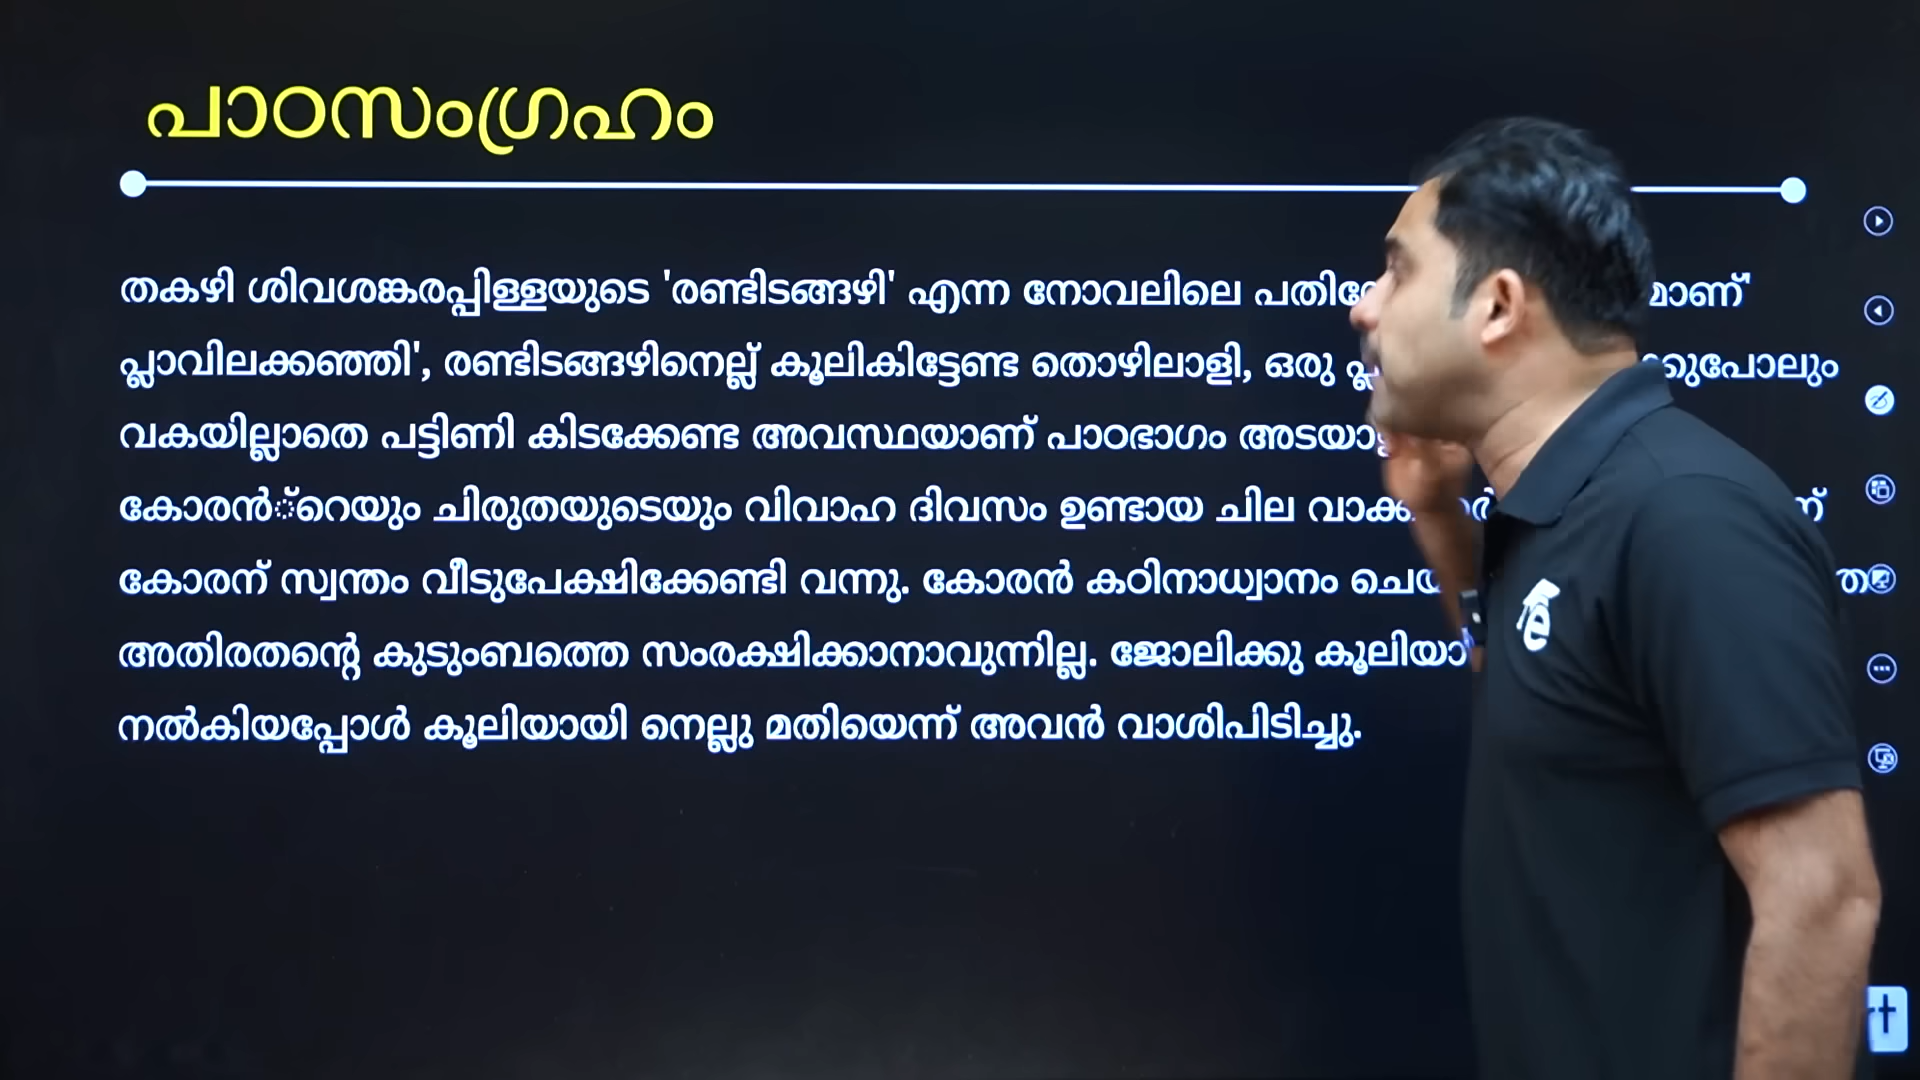 പാഠസംഗ്രഹം
തകഴി ശിവശങ്കരപ്പിള്ളയുടെ 'രണ്ടിടങ്ങഴി' എന്ന നോവലിലെ
പ്ലാവിലക്കഞ്ഞി', രണ്ടിടങ്ങഴിനെല്ല് കൂലികിട്ടേണ്ട തൊഴിലാളി, ഒരു
വകയില്ലാതെ പട്ടിണി കിടക്കേണ്ട അവസ്ഥയാണ് പാഠഭാഗം
കോരൻ്റെയും ചിരുതയുടെയും വിവാഹ ദിവസം ഉണ്ടായ ചില
കോരന് സ്വന്തം വീടുപേക്ഷിക്കേണ്ടി വന്നു. കോരൻ കഠിനാധ്വാനം
അതിരതന്റെ കുടുംബത്തെ സംരക്ഷിക്കാനാവുന്നില്ല. ജോലിക്കു
നൽകിയപ്പോൾ കൂലിയായി നെല്ലു മതിയെന്ന് അവൻ വാശിപിടിച്ചു.